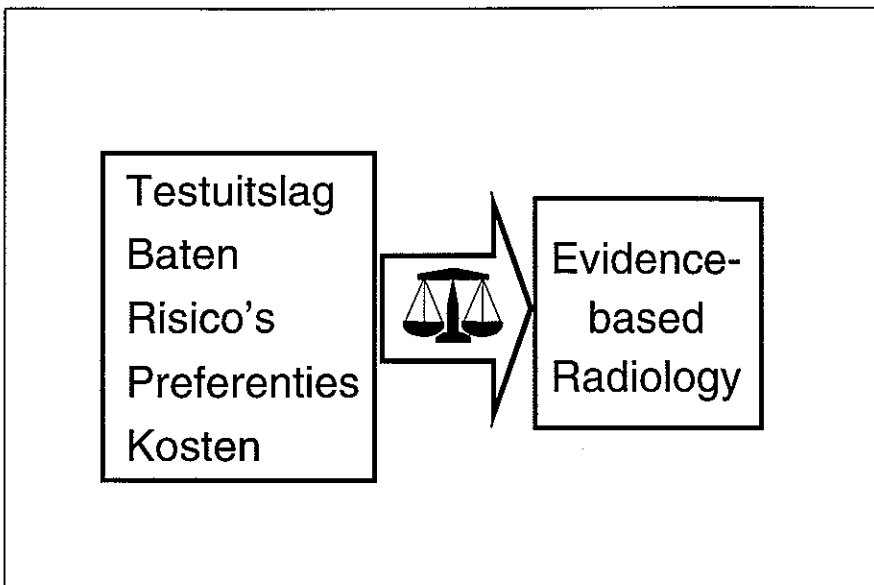 Testuitslag
Baten
Risico's
Preferenties
Kosten
Evidence-
based
Radiology